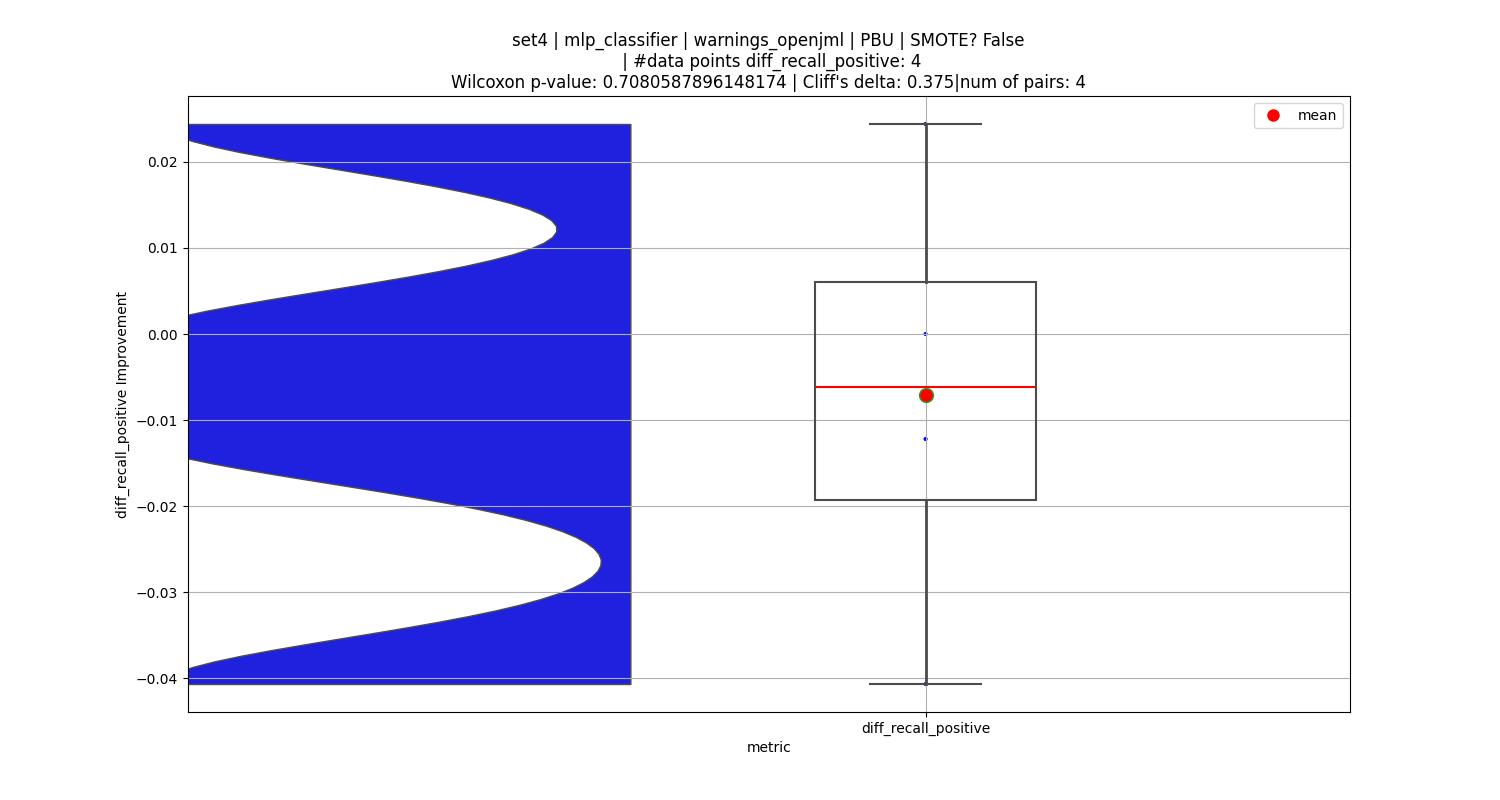 set4 | mlp_classifier | warnings_openjml | PBU | SMOTE? False
| #data points diff_recall_positive: 4
Wilcoxon p-value: 0.7080587896148174 | Cliff's delta: 0.375|num of pairs: 4
mean
0.02
0.01
0.00
−0.01
−0.02
−0.03
−0.04
diff_recall_positive Improvement
diff_recall_positive
metric